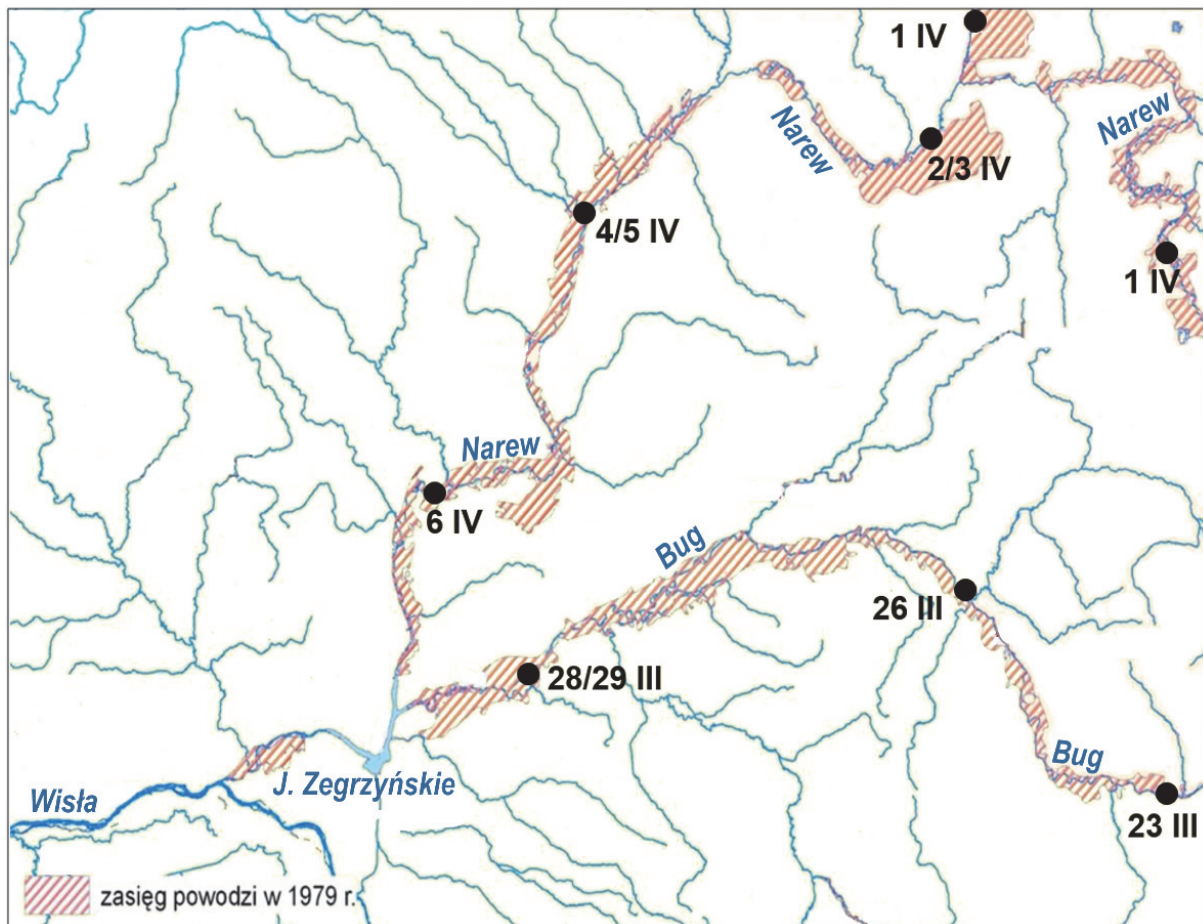 1 IV
Narew
Narew
2/3 IV
4/5 IV
1 IV
Narew
6 IV
Bug
26 III
28/29 III
Bug
J. Zegrzyńskie
Wisła
23 III
zasięg powodzi w 1979 r.